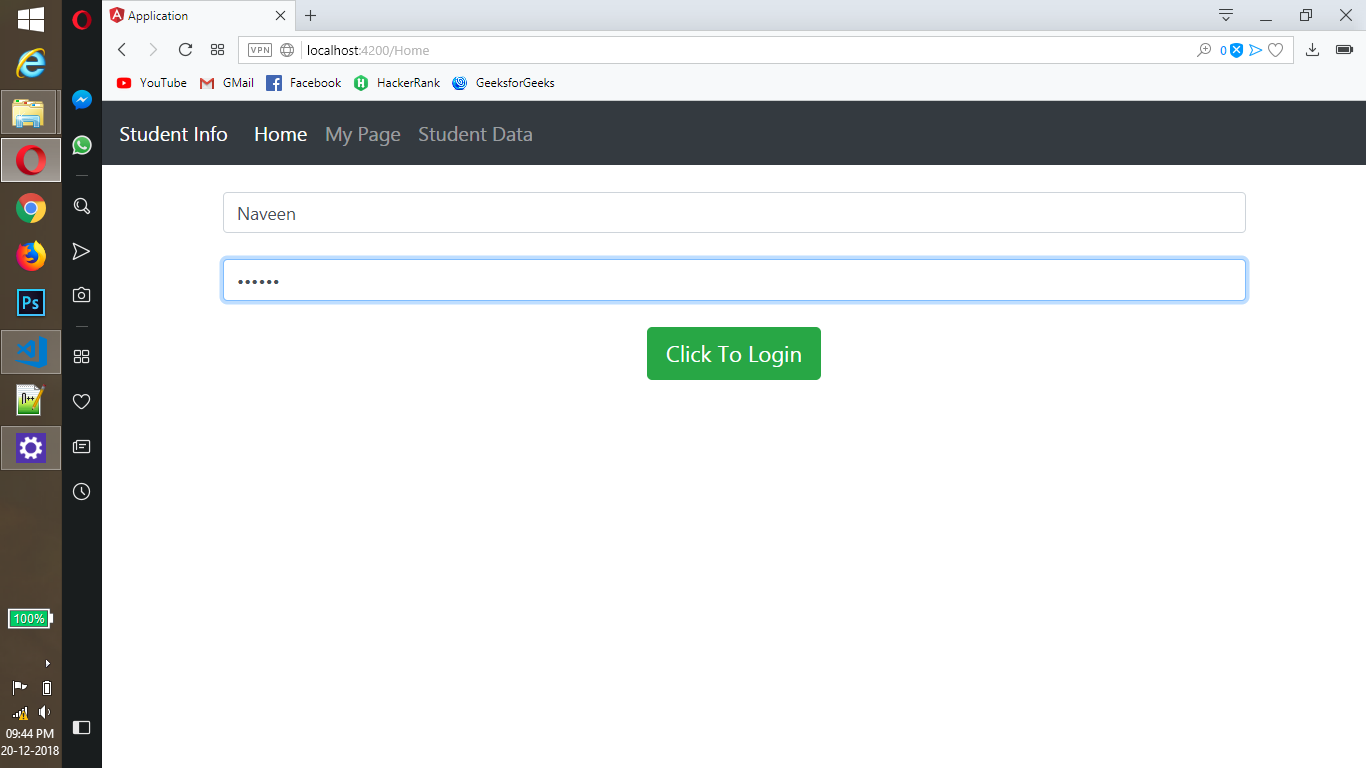 Application
VPN localhost:4200/Home 0
YouTube GMail Facebook HackerRank GeeksforGeeks
Student Info Home My Page Student Data
Naveen
••••••
Click To Login
Ps
n++
100%
09:44 PM
20-12-2018